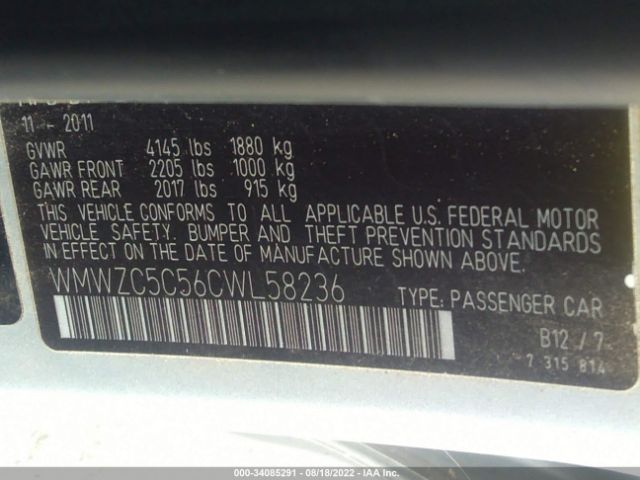 11 - 2011
GVWR 4145 lbs 1880 kg
GAWR FRONT 2205 lbs 1000 kg
GAWR REAR 2017 lbs 915 kg
THIS VEHICLE CONFORMS TO ALL APPLICABLE U.S. FEDERAL MOTOR
VEHICLE SAFETY, BUMPER AND THEFT PREVENTION STANDARDS
IN EFFECT ON THE DATE OF MANUFACTURE SHOWN ABOVE.
WMWZC5C56CWL58236 TYPE: PASSENGER CAR
B12 / 7
7 315 814
000-34085291 - 08/18/2022 - IAA Inc.